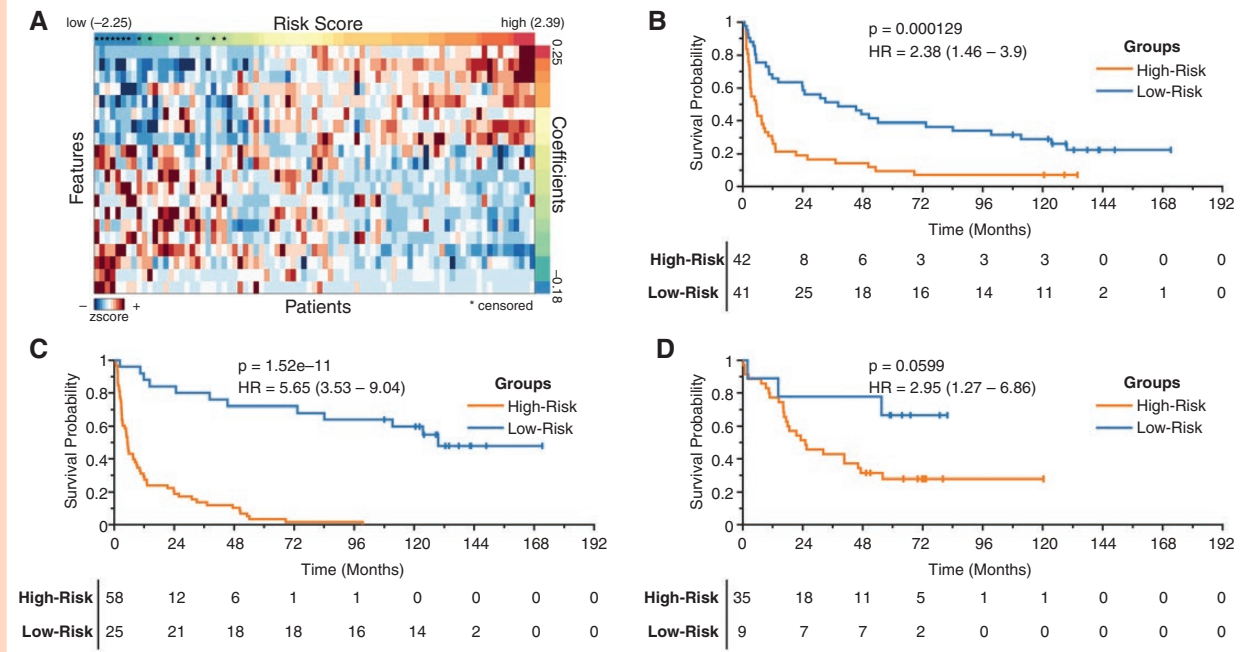 A
low (−2.25)
Risk Score
high (2.39)
0.25
Features
Coefficients
−0.18
− +
zscore
Patients
* censored
B
p = 0.000129
HR = 2.38 (1.46 − 3.9)
Groups
High-Risk
Low-Risk
Survival Probability
1
0.8
0.6
0.4
0.2
0
0 24 48 72 96 120 144 168 192
Time (Months)
High-Risk 42 8 6 3 3 3 0 0 0
Low-Risk 41 25 18 16 14 11 2 1 0
C
p = 1.52e−11
HR = 5.65 (3.53 − 9.04)
Groups
High-Risk
Low-Risk
Survival Probability
1
0.8
0.6
0.4
0.2
0
0 24 48 72 96 120 144 168 192
Time (Months)
High-Risk 58 12 6 1 1 0 0 0 0
Low-Risk 25 21 18 18 16 14 2 0 0
D
p = 0.0599
HR = 2.95 (1.27 − 6.86)
Groups
High-Risk
Low-Risk
Survival Probability
1
0.8
0.6
0.4
0.2
0
0 24 48 72 96 120 144 168 192
Time (Months)
High-Risk 35 18 11 5 1 1 0 0 0
Low-Risk 9 7 7 2 0 0 0 0 0